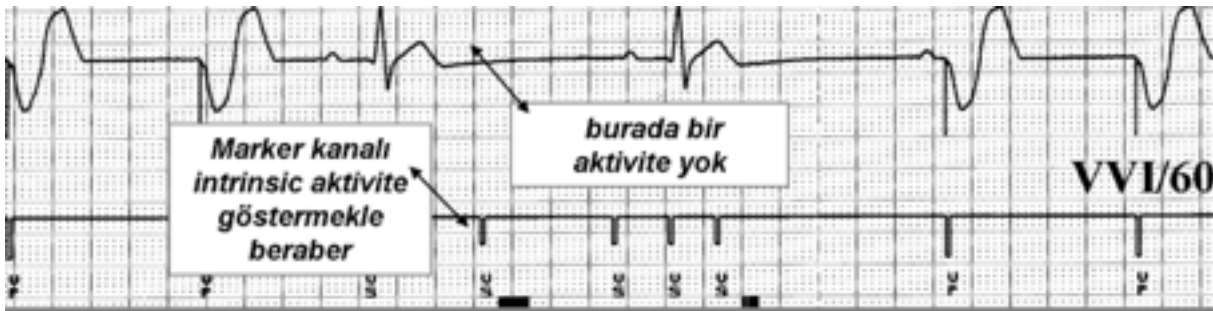 burada bir
aktivite yok
Marker kanalı
intrinsic aktivite
göstermekle
beraber
VVI/60